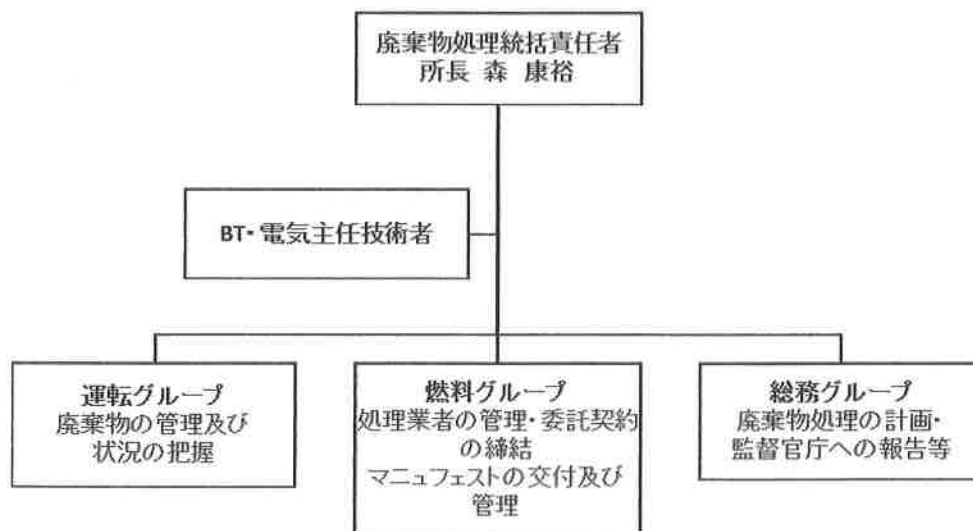 廃棄物処理統括責任者
所長 森 康裕
BT・電気主任技術者
運転グループ
廃棄物の管理及び
状況の把握
燃料グループ
処理業者の管理・委託契約
の締結
マニュフェストの交付及び
管理
総務グループ
廃棄物処理の計画・
監督官庁への報告等